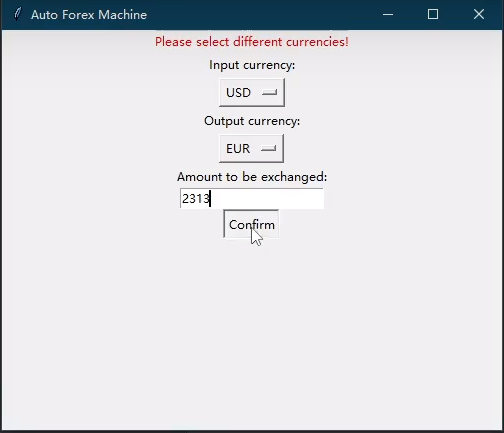 Auto Forex Machine
Please select different currencies!
Input currency:
USD
Output currency:
EUR
Amount to be exchanged:
2313
Confirm